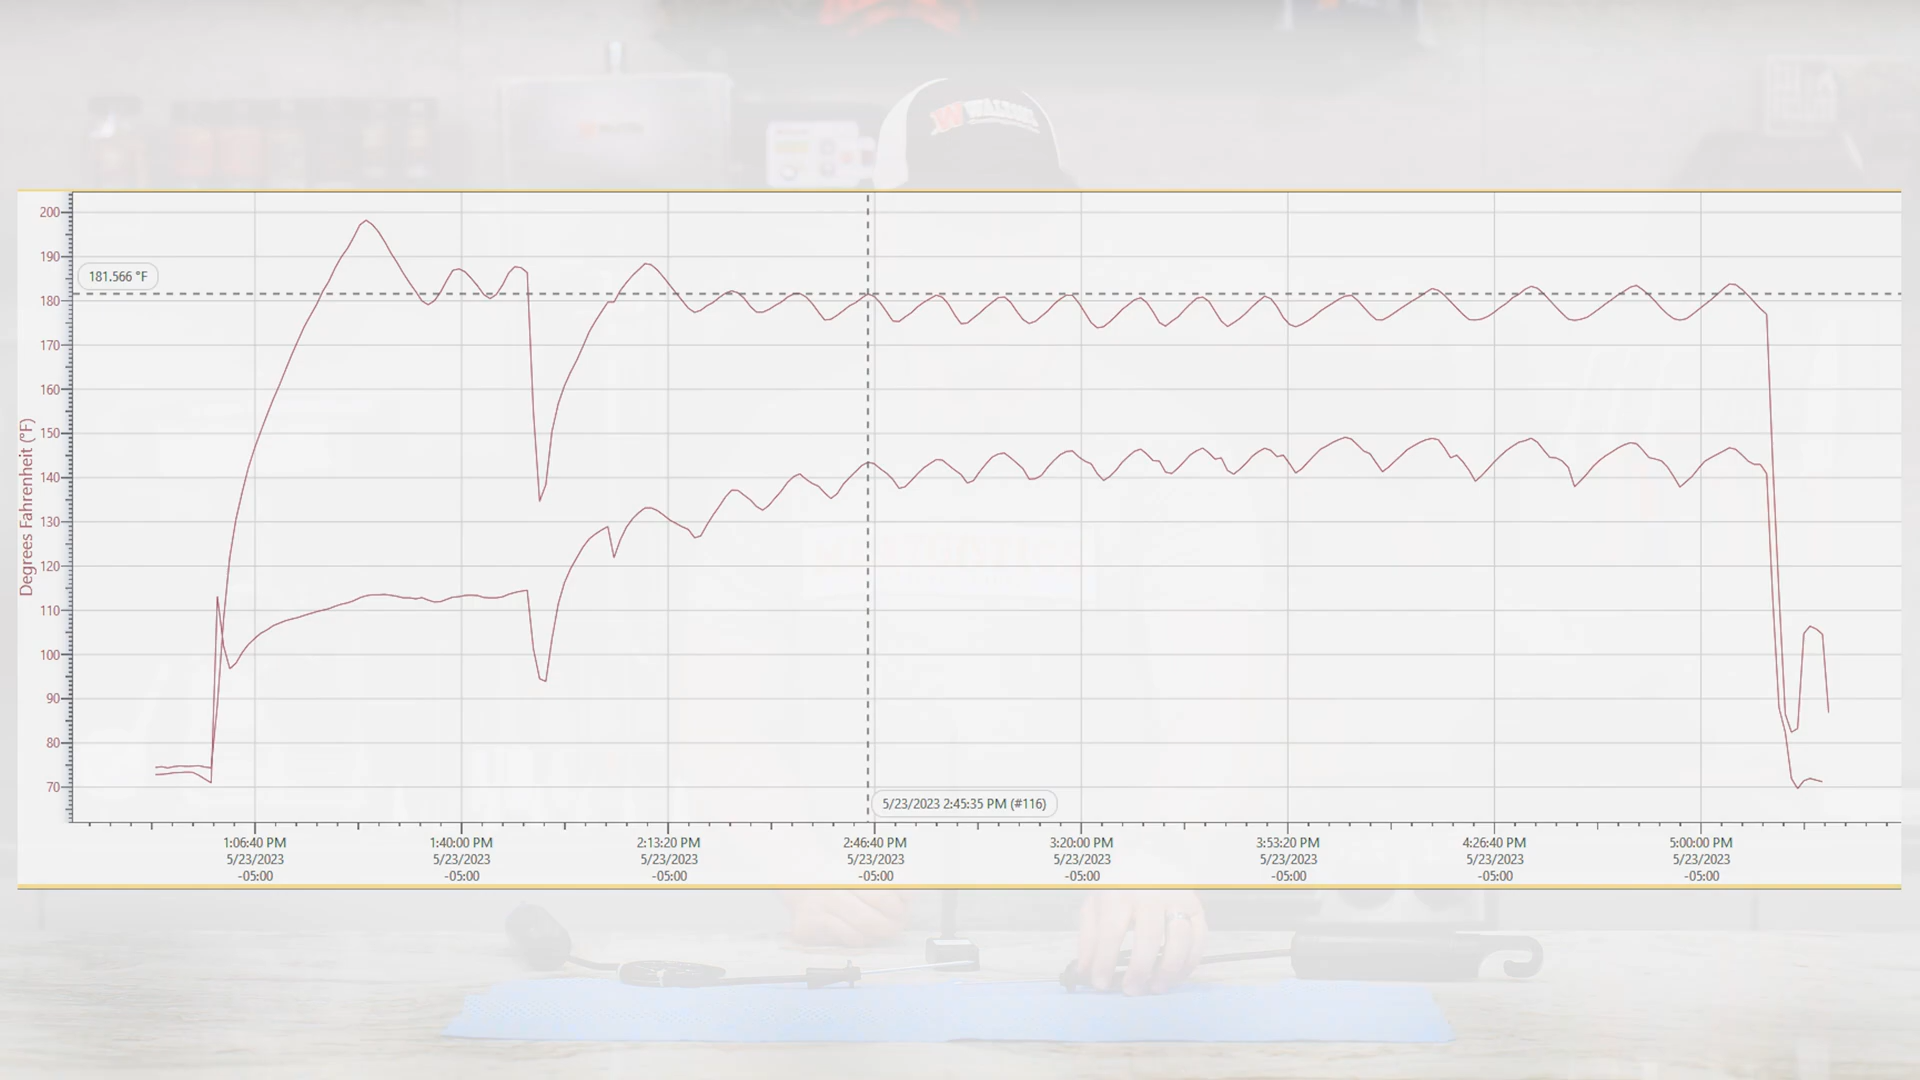 W WALTONS
200
190
181.566 °F
180
170
160
150
140
130
120
110
100
90
80
70
Degrees Fahrenheit (°F)
5/23/2023 2:45:35 PM (#116)
1:06:40 PM 1:40:00 PM 2:13:20 PM 2:46:40 PM 3:20:00 PM 3:53:20 PM 4:26:40 PM 5:00:00 PM
5/23/2023 5/23/2023 5/23/2023 5/23/2023 5/23/2023 5/23/2023 5/23/2023 5/23/2023
-05:00 -05:00 -05:00 -05:00 -05:00 -05:00 -05:00 -05:00